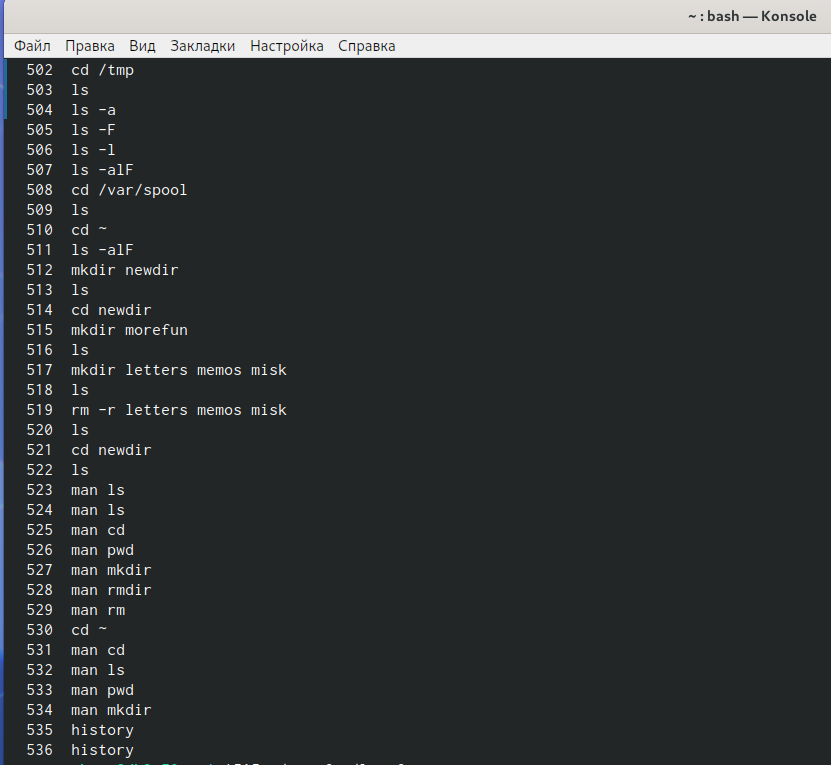 ~ : bash — Konsole
Файл Правка Вид Закладки Настройка Справка
502 cd /tmp
503 ls
504 ls -a
505 ls -F
506 ls -l
507 ls -alF
508 cd /var/spool
509 ls
510 cd ~
511 ls -alF
512 mkdir newdir
513 ls
514 cd newdir
515 mkdir morefun
516 ls
517 mkdir letters memos misk
518 ls
519 rm -r letters memos misk
520 ls
521 cd newdir
522 ls
523 man ls
524 man ls
525 man cd
526 man pwd
527 man mkdir
528 man rmdir
529 man rm
530 cd ~
531 man cd
532 man ls
533 man pwd
534 man mkdir
535 history
536 history